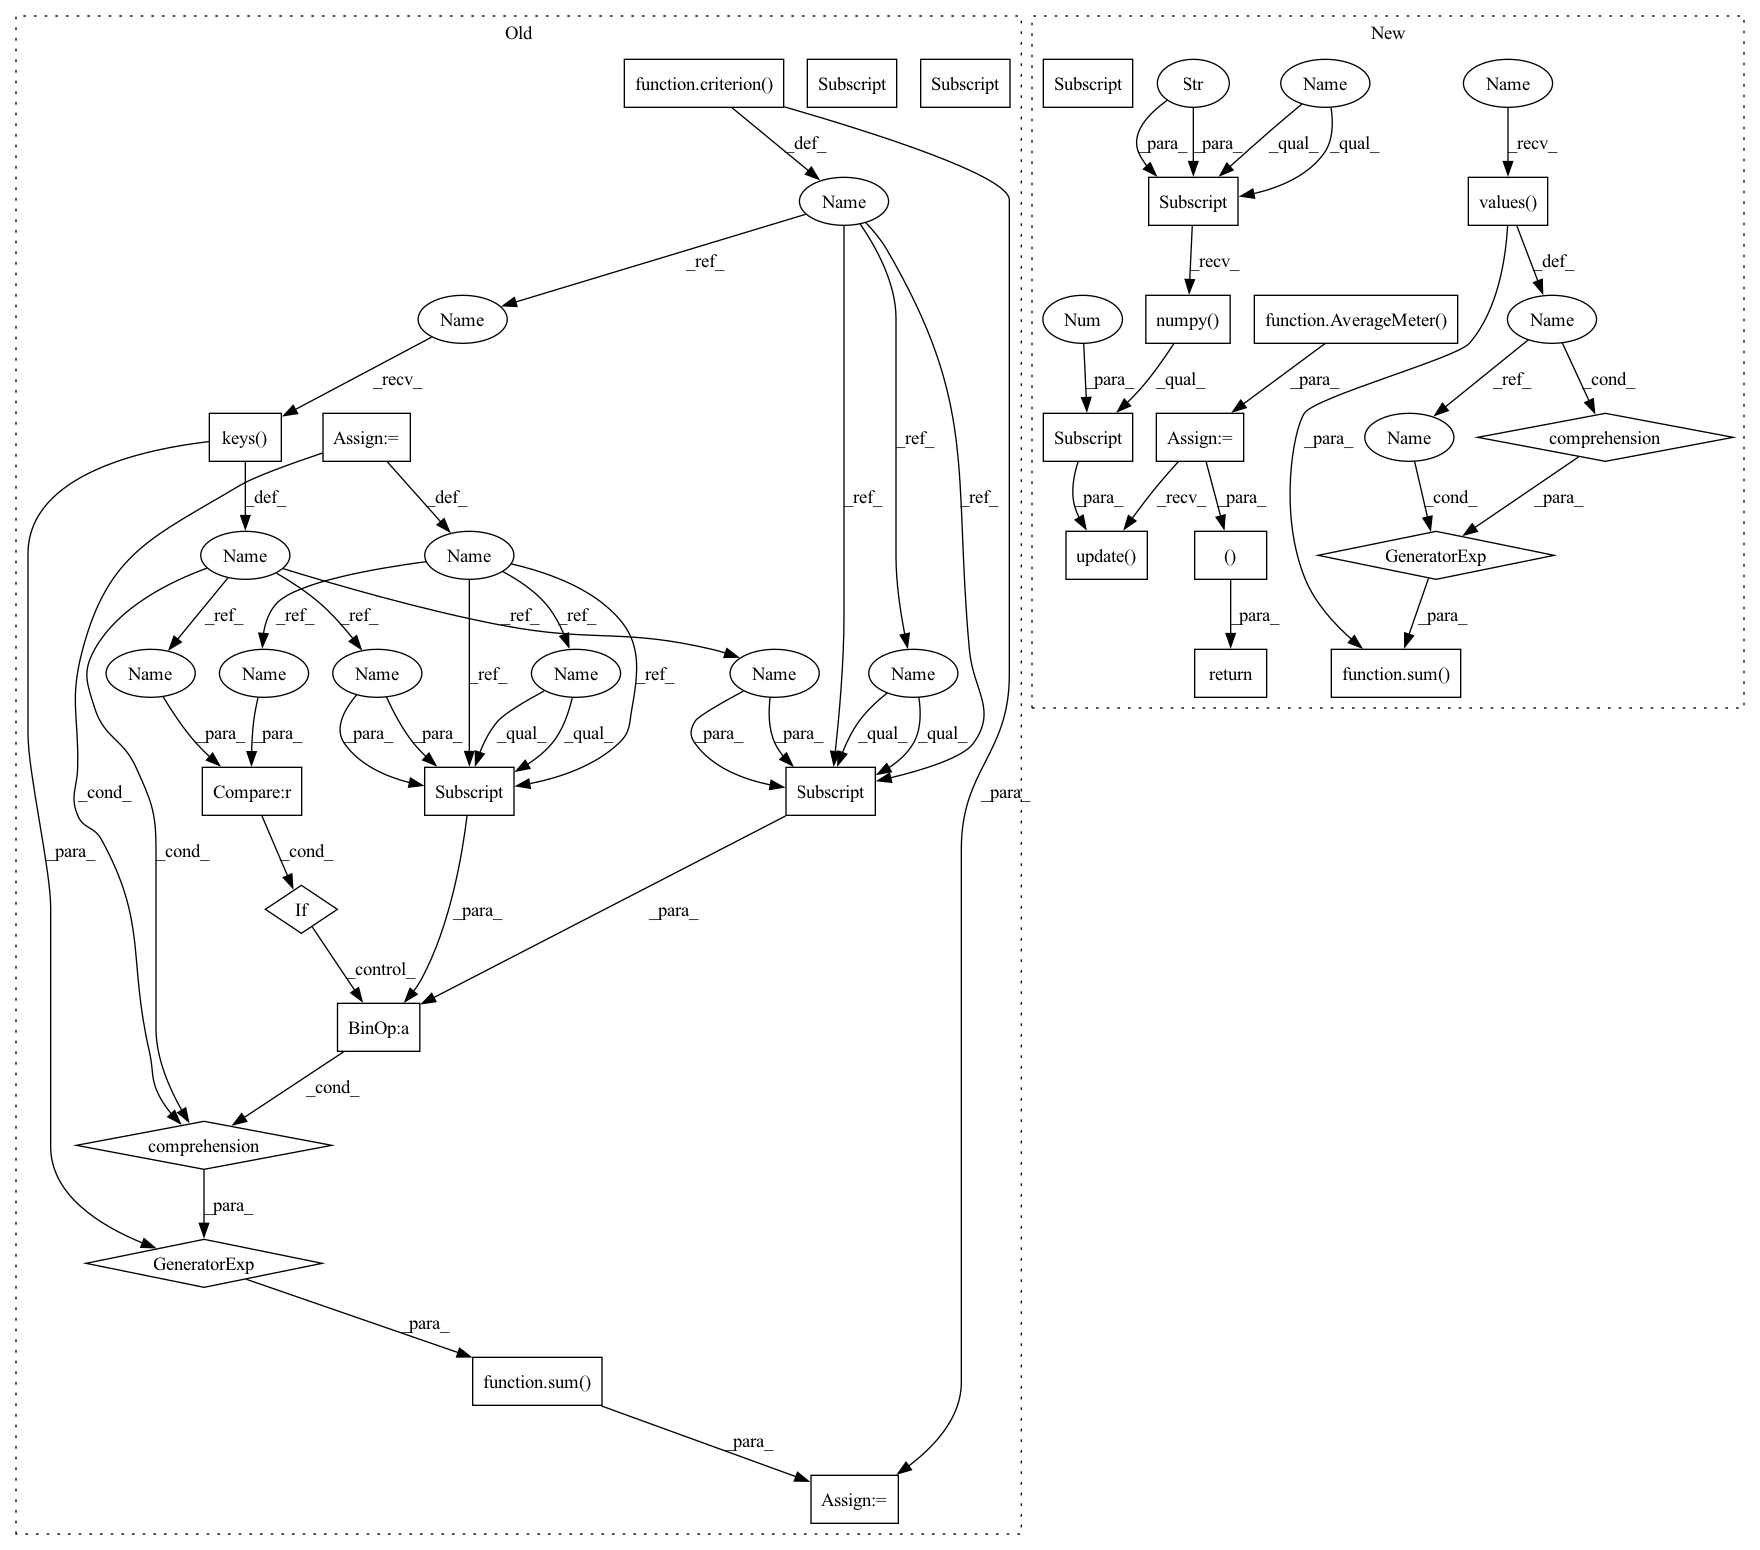 Old
New
function.criterion()
Subscript
Subscript
Subscript
Str
Name
Name
_def_
_para_
_para_
_qual_
_qual_
_recv_
Name
Subscript
values()
_ref_
_recv_
_def_
Name
Num
numpy()
function.AverageMeter()
Name
_recv_
_para_
_qual_
_para_
_ref_
_cond_
keys()
Assign:=
_ref_
_para_
Subscript
Assign:=
Name
comprehension
_def_
_def_
_ref_
_ref_
_para_
_recv_
_para_
_cond_
_para_
Name
Name
update()
()
GeneratorExp
_ref_
_ref_
_ref_
_ref_
_ref_
_para_
_para_
Name
Name
Name
_ref_
Name
_ref_
Name
Name
return
function.sum()
_para_
_para_
_para_
_para_
_qual_
_qual_
_para_
_para_
_qual_
_qual_
_cond_
Compare:r
Subscript
Subscript
_para_
_para_
_cond_
_cond_
If
_para_
_para_
_control_
BinOp:a
_cond_
comprehension
_para_
GeneratorExp
_para_
function.sum()
_para_
Assign:=